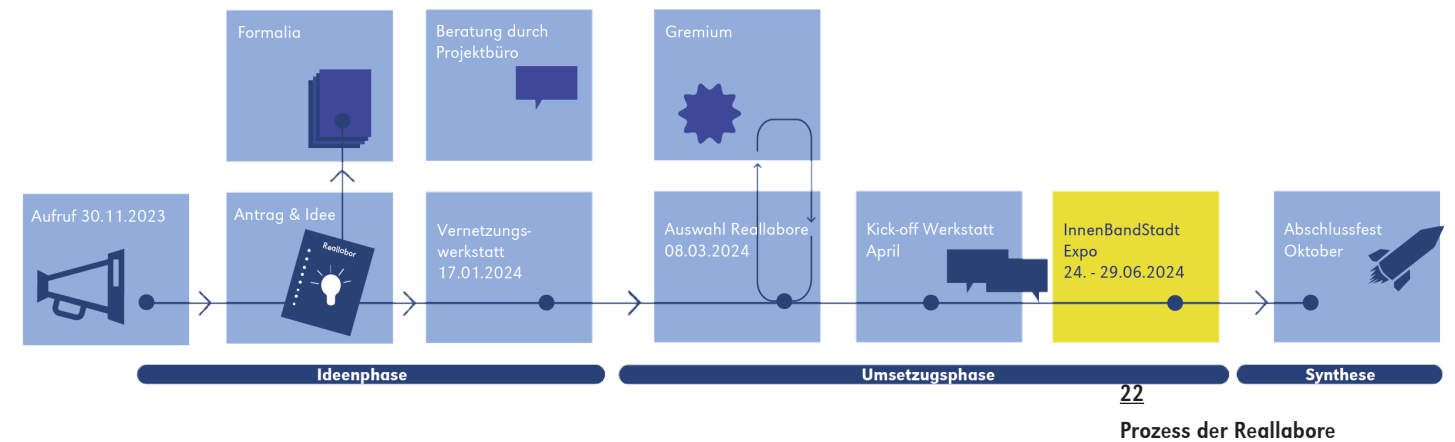 Formalia
Beratung durch
Projektbüro
Gremium
Aufruf 30.11.2023
Antrag & Idee
Reallabor
Vernetzungs-
werkstatt
17.01.2024
Auswahl Reallabore
08.03.2024
Kick-off Werkstatt
April
InnenBandStadt
Expo
24. - 29.06.2024
Abschlussfest
Oktober
Ideenphase
Umsetzugsphase
Synthese
22
Prozess der Reallabore